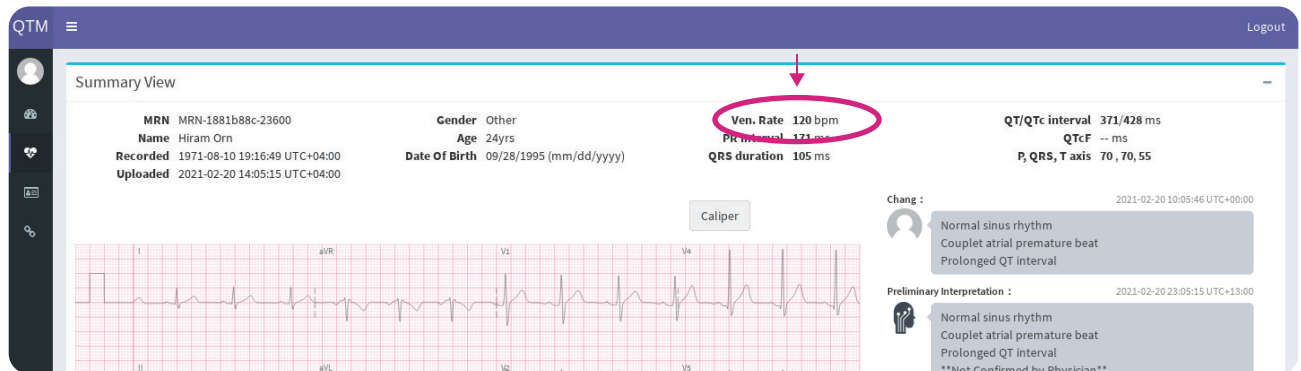 QTM
Logout
Summary View
MRN MRN-1881b88c-23600
Name Hiram Orn
Recorded 1971-08-10 19:16:49 UTC+04:00
Uploaded 2021-02-20 14:05:15 UTC+04:00
Gender Other
Age 24yrs
Date Of Birth 09/28/1995 (mm/dd/yyyy)
Ven. Rate 120 bpm
PR interval 171 ms
QRS duration 105 ms
QT/QTc interval 371/428 ms
QTcF -- ms
P, QRS, T axis 70 , 70, 55
Caliper
I aVR V1 V4
II aVL V2 V5
Chang : 2021-02-20 10:05:46 UTC+00:00
Normal sinus rhythm
Couplet atrial premature beat
Prolonged QT interval
Preliminary Interpretation : 2021-02-20 23:05:15 UTC+13:00
Normal sinus rhythm
Couplet atrial premature beat
Prolonged QT interval
**Not Confirmed by Physician**